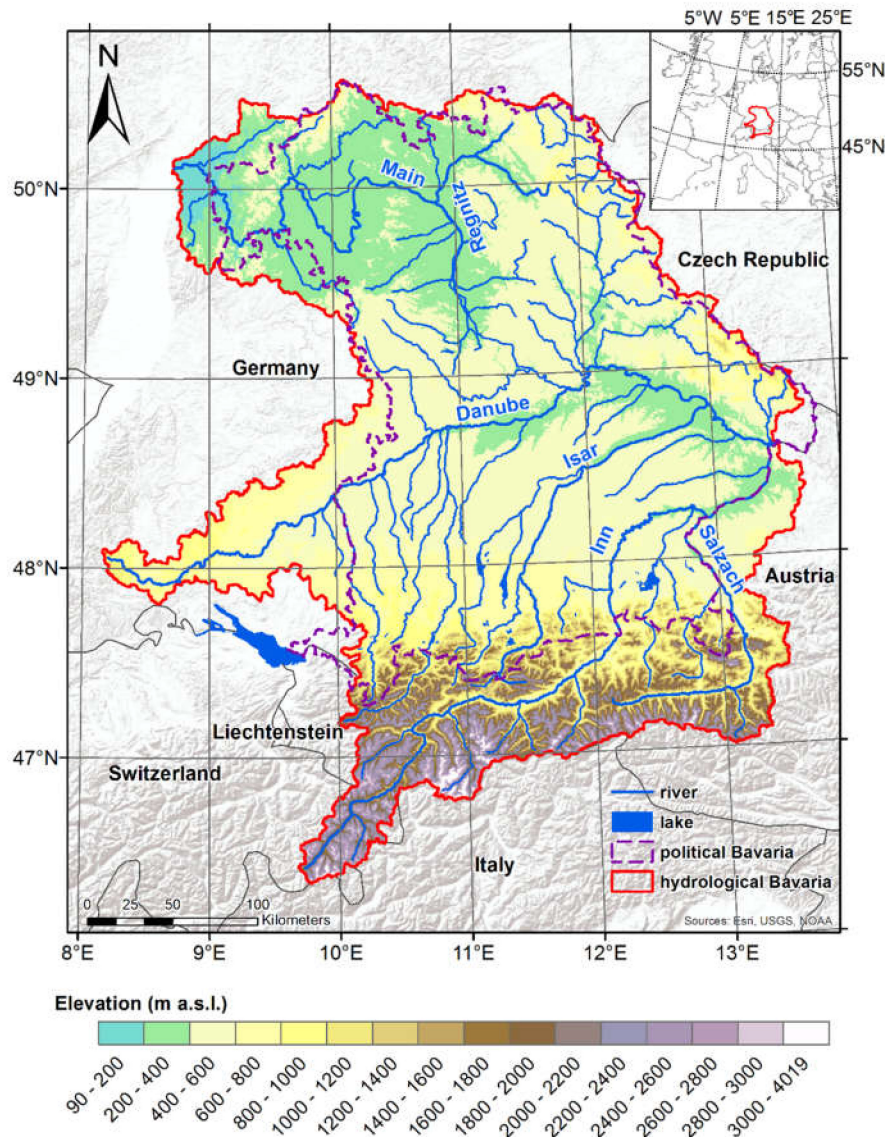 5°W 5°E 15°E 25°E
55°N
45°N
N
50°N
49°N
48°N
47°N
Main
Regnitz
Czech Republic
Germany
Danube
Isar
Inn
Salzach
Austria
Liechtenstein
Switzerland
Italy
river
lake
political Bavaria
hydrological Bavaria
0 25 50 100
Kilometers
Sources: Esri, USGS, NOAA
8°E 9°E 10°E 11°E 12°E 13°E
Elevation (m a.s.l.)
90 - 200
200 - 400
400 - 600
600 - 800
800 - 1000
1000 - 1200
1200 - 1400
1400 - 1600
1600 - 1800
1800 - 2000
2000 - 2200
2200 - 2400
2400 - 2600
2600 - 2800
2800 - 3000
3000 - 4019